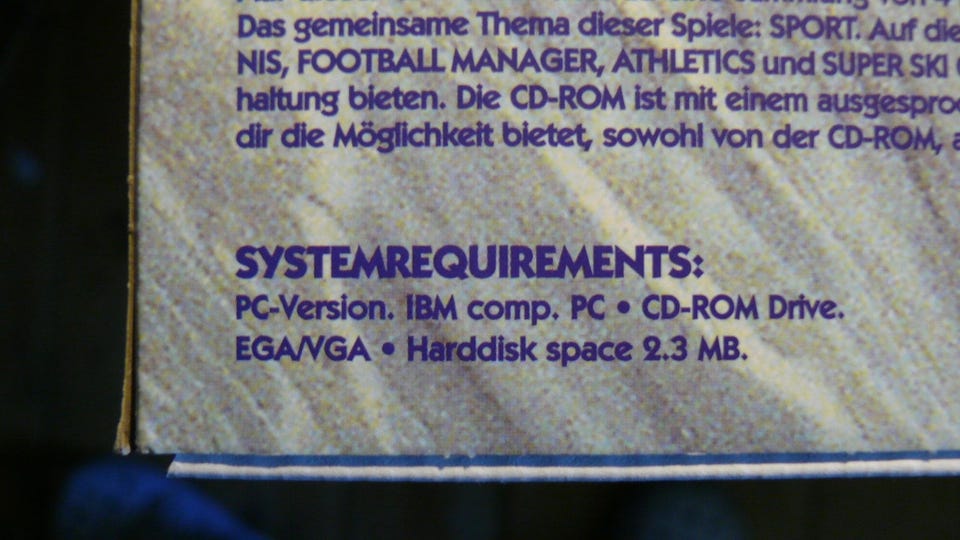 Das gemeinsame Thema dieser Spiele: SPORT. Auf
NIS, FOOTBALL MANAGER, ATHLETICS und SUPER SKI
haltung bieten. Die CD-ROM ist mit einem
dir die Möglichkeit bietet, sowohl von der CD-ROM,
SYSTEMREQUIREMENTS:
PC-Version. IBM comp. PC • CD-ROM Drive.
EGA/VGA • Harddisk space 2.3 MB.